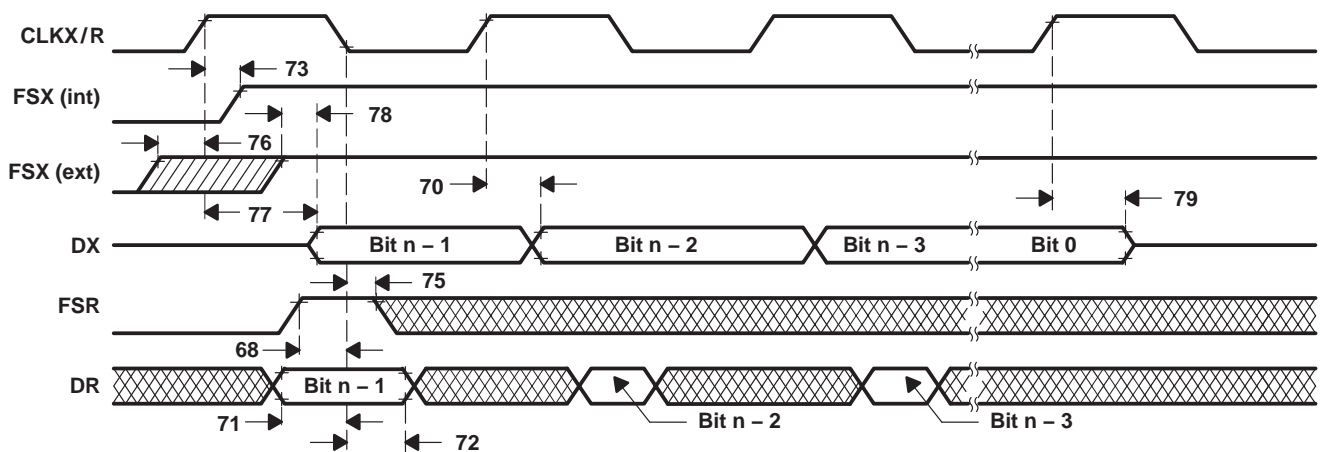 CLKX/R
73
FSX (int)
78
76
FSX (ext)
70
79
77
DX
Bit n – 1
Bit n – 2
Bit n – 3
Bit 0
75
FSR
68
DR
Bit n – 1
71
Bit n – 2
Bit n – 3
72